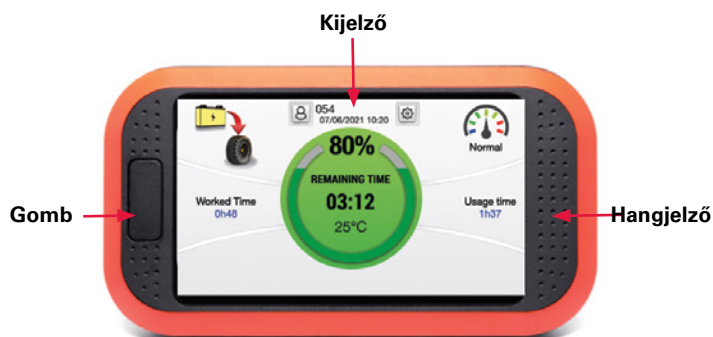 Kijelző
054
07/06/2021 10:20
80%
Normal
REMAINING TIME
03:12
25°C
Worked Time
0h48
Usage time
1h37
Gomb
Hangjelző